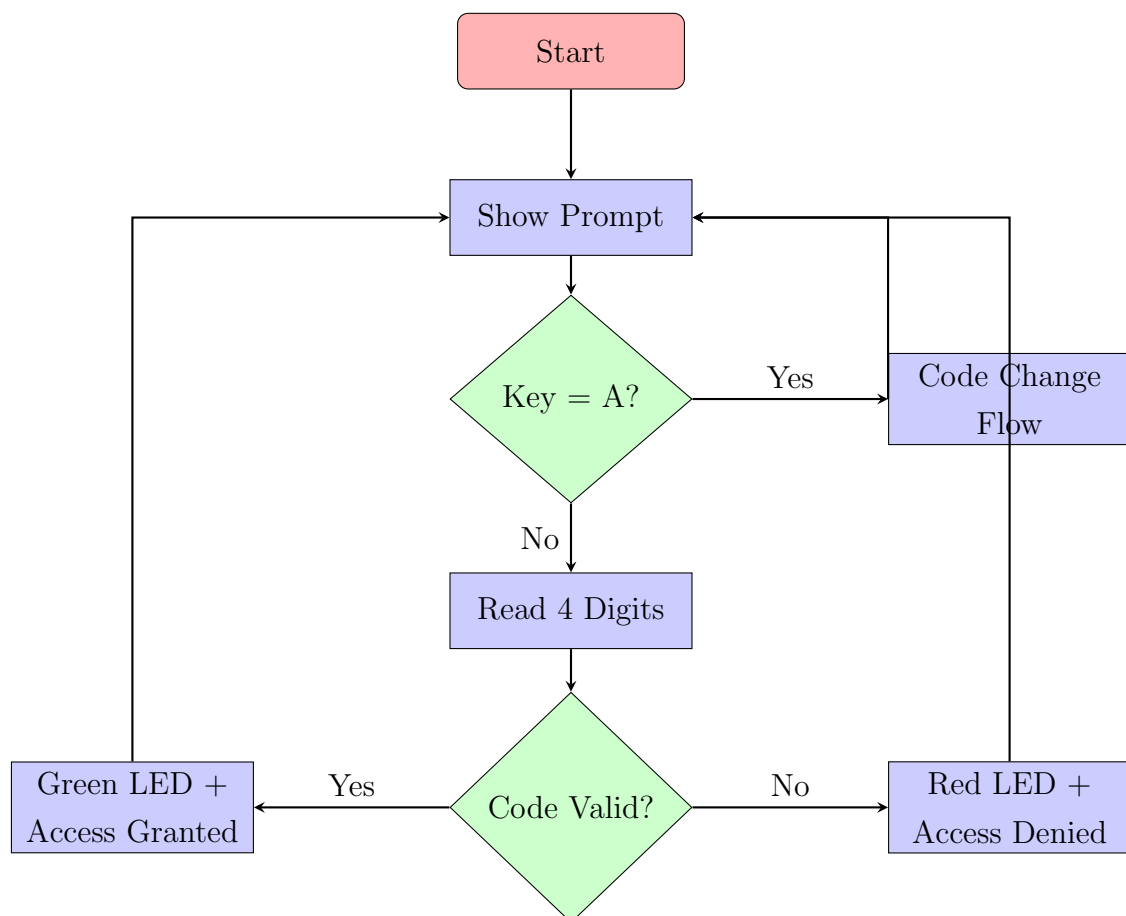 Start
Show Prompt
Key = A?
Yes
Code Change
Flow
No
Read 4 Digits
Green LED +
Access Granted
Yes
Code Valid?
No
Red LED +
Access Denied